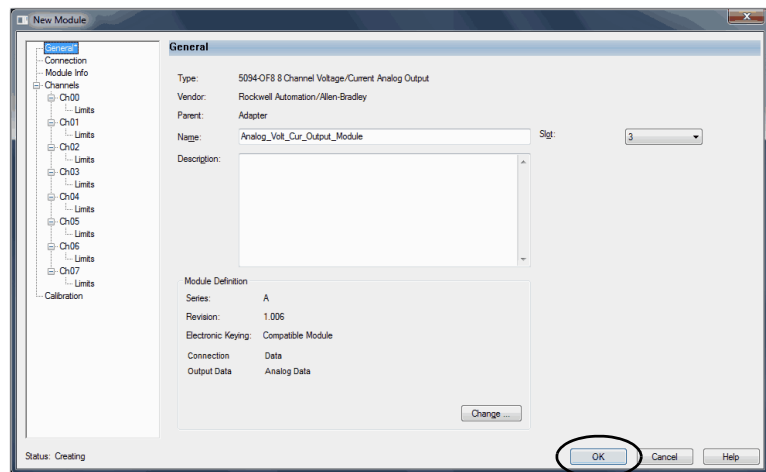 New Module
General*
Connection
Module Info
Channels
Ch00
Limits
Ch01
Limits
Ch02
Limits
Ch03
Limits
Ch04
Limits
Ch05
Limits
Ch06
Limits
Ch07
Limits
Calibration
General
Type: 5094-OF8 8 Channel Voltage/Current Analog Output
Vendor: Rockwell Automation/Allen-Bradley
Parent: Adapter
Name: Analog_Volt_Cur_Output_Module Slot: 3
Description:
Module Definition
Series: A
Revision: 1.006
Electronic Keying: Compatible Module
Connection Data
Output Data Analog Data
Change ...
Status: Creating
OK Cancel Help